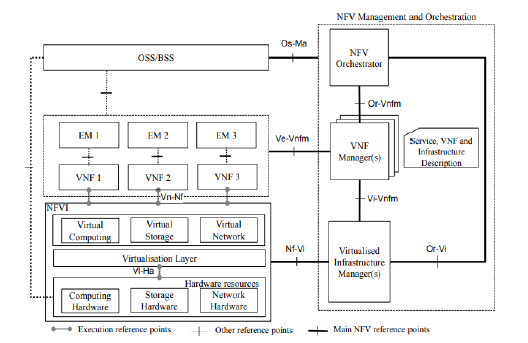 NFV Management and Orchestration
Os-Ma
OSS/BSS
NFV
Orchestrator
Or-Vnfm
EM 1
EM 2
EM 3
Ve-Vnfm
VNF
Manager(s)
Service, VNF and
Infrastructure
Description
VNF 1
VNF 2
VNF 3
Vn-Nf
Vi-Vnfm
NFVI
Virtual
Computing
Virtual
Storage
Virtual
Network
Nf-Vi
Virtualised
Infrastructure
Manager(s)
Or-Vi
Virtualisation Layer
Vl-Ha
Hardware resources
Computing
Hardware
Storage
Hardware
Network
Hardware
Execution reference points
Other reference points
Main NFV reference points